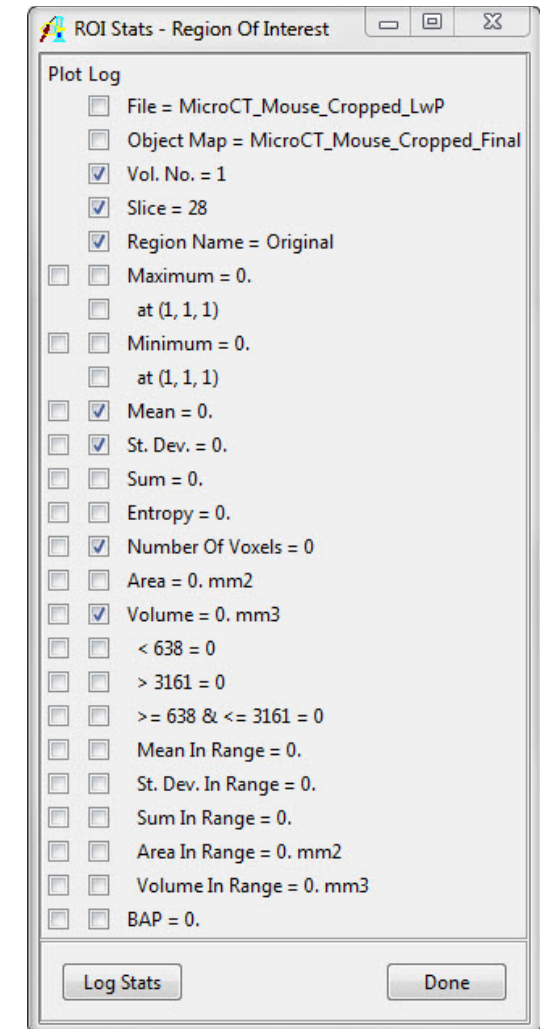 ROI Stats - Region Of Interest
Plot Log
File = MicroCT_Mouse_Cropped_LwP
Object Map = MicroCT_Mouse_Cropped_Final
Vol. No. = 1
Slice = 28
Region Name = Original
Maximum = 0.
at (1, 1, 1)
Minimum = 0.
at (1, 1, 1)
Mean = 0.
St. Dev. = 0.
Sum = 0.
Entropy = 0.
Number Of Voxels = 0
Area = 0. mm2
Volume = 0. mm3
< 638 = 0
> 3161 = 0
>= 638 & <= 3161 = 0
Mean In Range = 0.
St. Dev. In Range = 0.
Sum In Range = 0.
Area In Range = 0. mm2
Volume In Range = 0. mm3
BAP = 0.
Log Stats Done